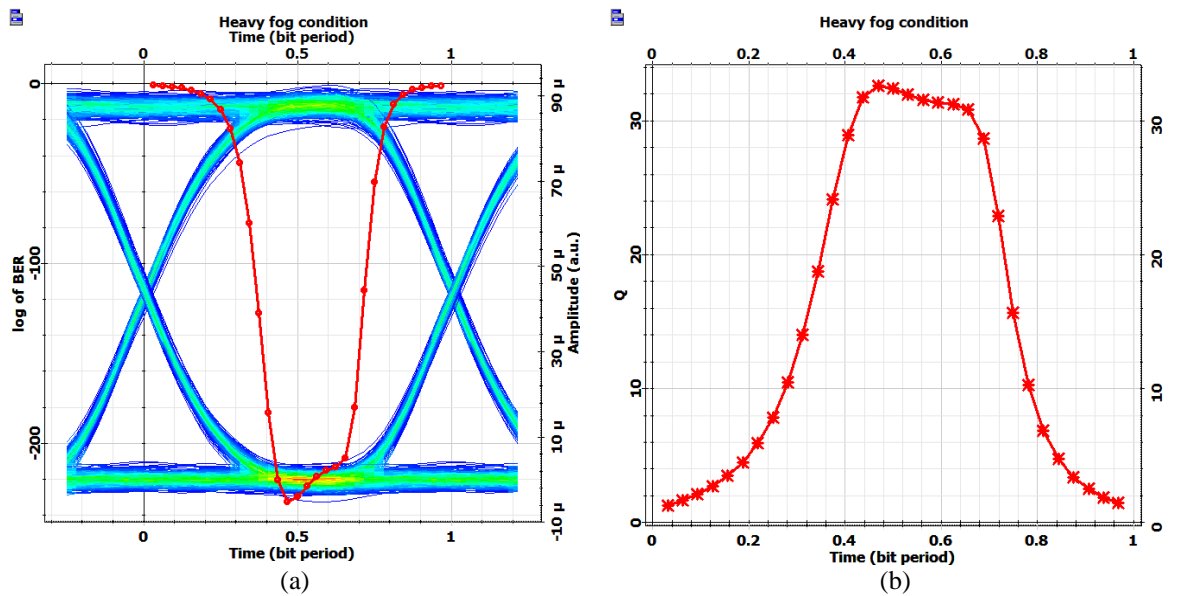 Heavy fog condition
Time (bit period)
0 0.5 1
log of BER
0
-100
-200
90 µ
70 µ
50 µ
30 µ
10 µ
-10 µ
Amplitude (a.u.)
0 0.5 1
Time (bit period)
(a)
Heavy fog condition
0 0.2 0.4 0.6 0.8 1
Q
30
20
10
0
30
20
10
0
0 0.2 0.4 0.6 0.8 1
Time (bit period)
(b)